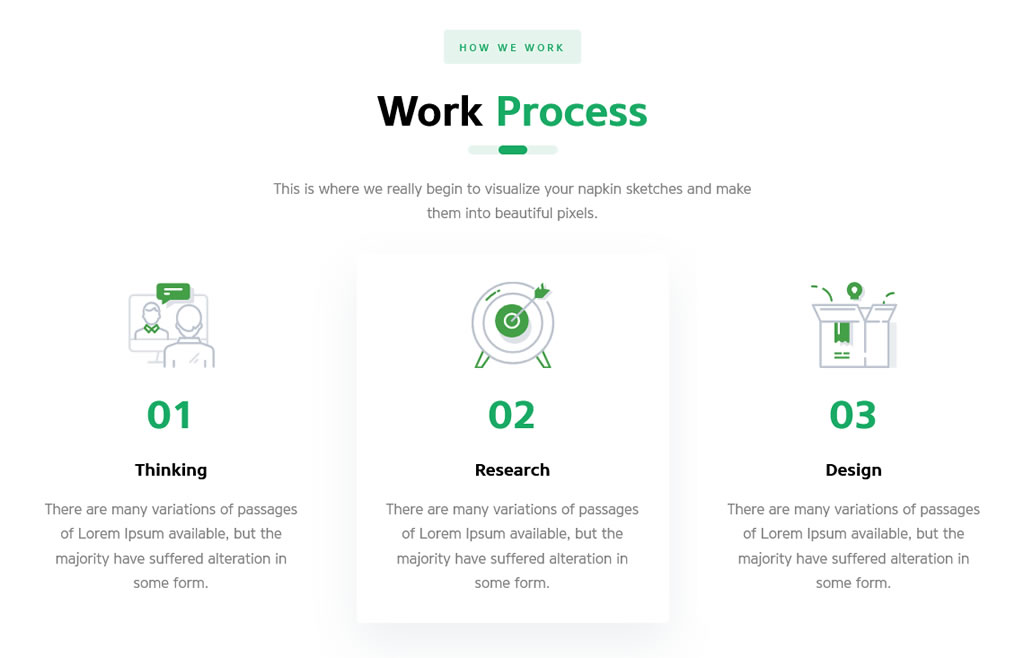 HOW WE WORK
Work Process
This is where we really begin to visualize your napkin sketches and make
them into beautiful pixels.
01
Thinking
There are many variations of passages
of Lorem Ipsum available, but the
majority have suffered alteration in
some form.
02
Research
There are many variations of passages
of Lorem Ipsum available, but the
majority have suffered alteration in
some form.
03
Design
There are many variations of passages
of Lorem Ipsum available, but the
majority have suffered alteration in
some form.